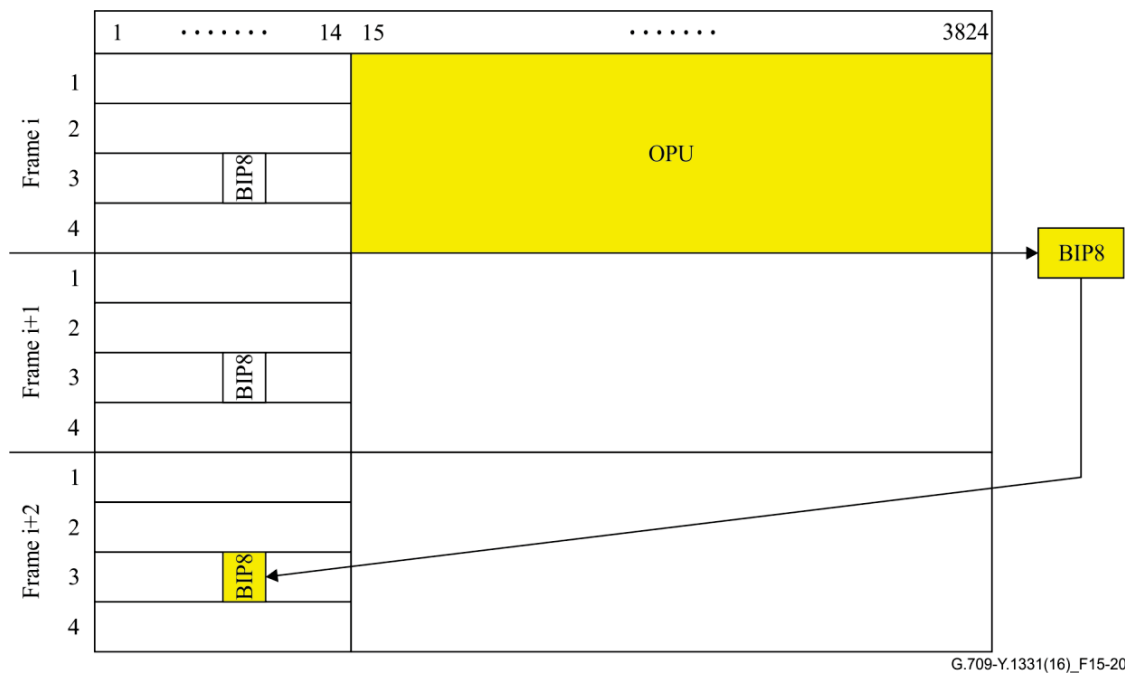 1 ······· 14 15 ······· 3824
Frame i
1
2
3 BIP8
4
OPU
BIP8
Frame i+1
1
2
3 BIP8
4
Frame i+2
1
2
3 BIP8
4
G.709-Y.1331(16)_F15-20